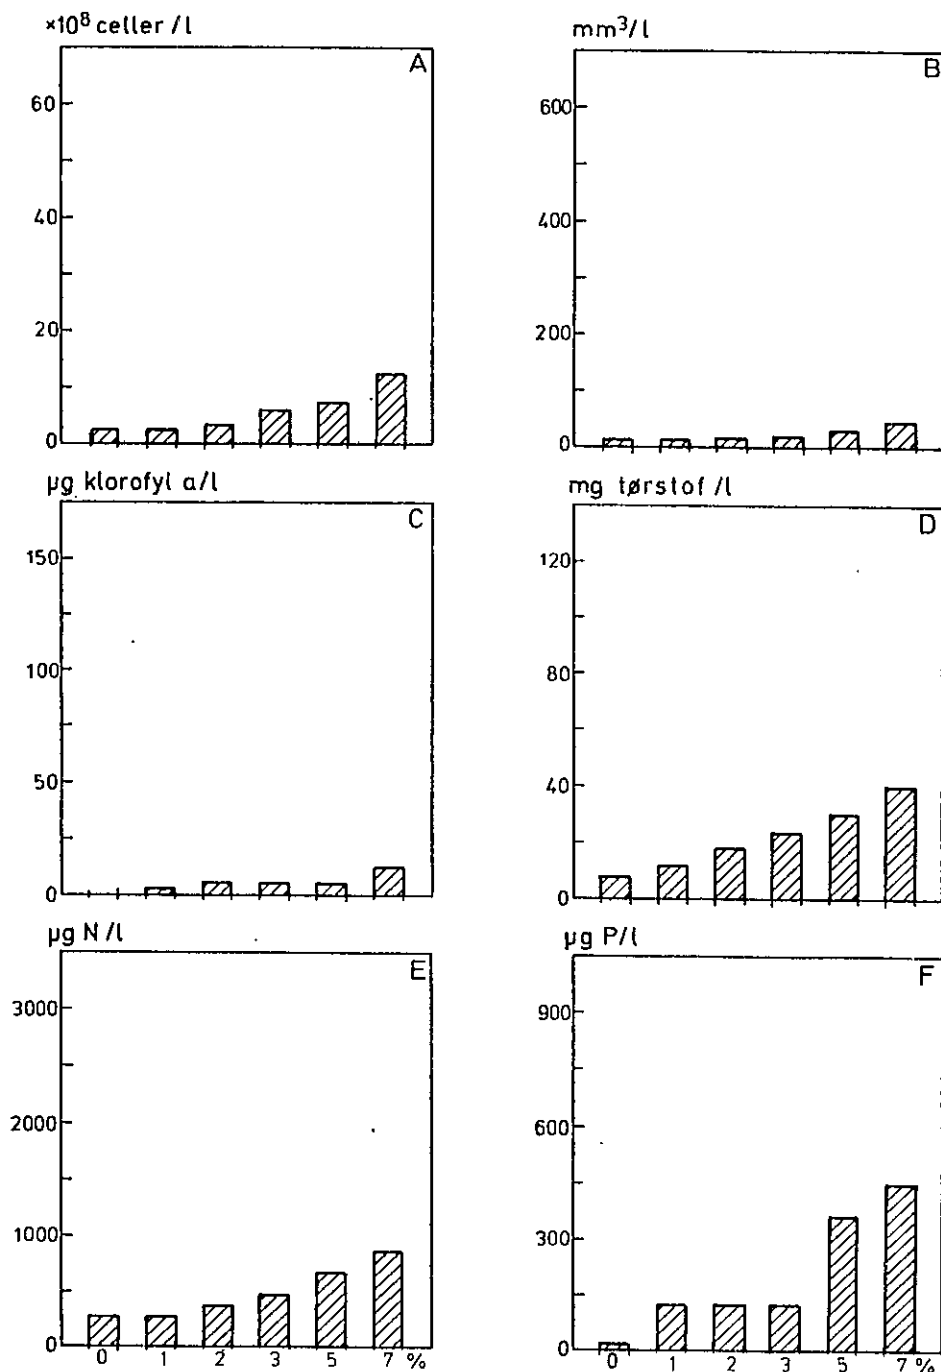 ×10⁸ celler /l
A
60
40
20
0
mm³/l
B
600
400
200
0
µg klorofyl a/l
C
150
100
50
0
mg tørstof /l
D
120
80
40
0
µg N/l
E
3000
2000
1000
0
0 1 2 3 5 7 %
µg P/l
F
900
600
300
0
0 1 2 3 5 7 %